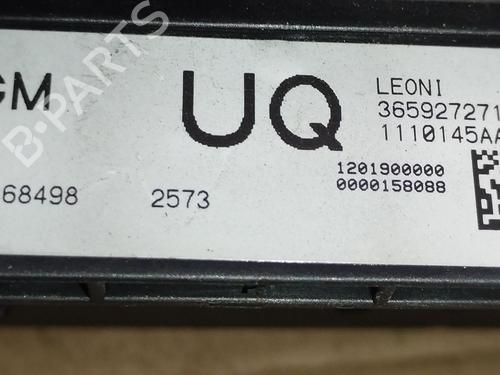 GM
UQ
LEONI
365927271
1110145AA
1201900000
0000158088
68498
2573
B-PARTS